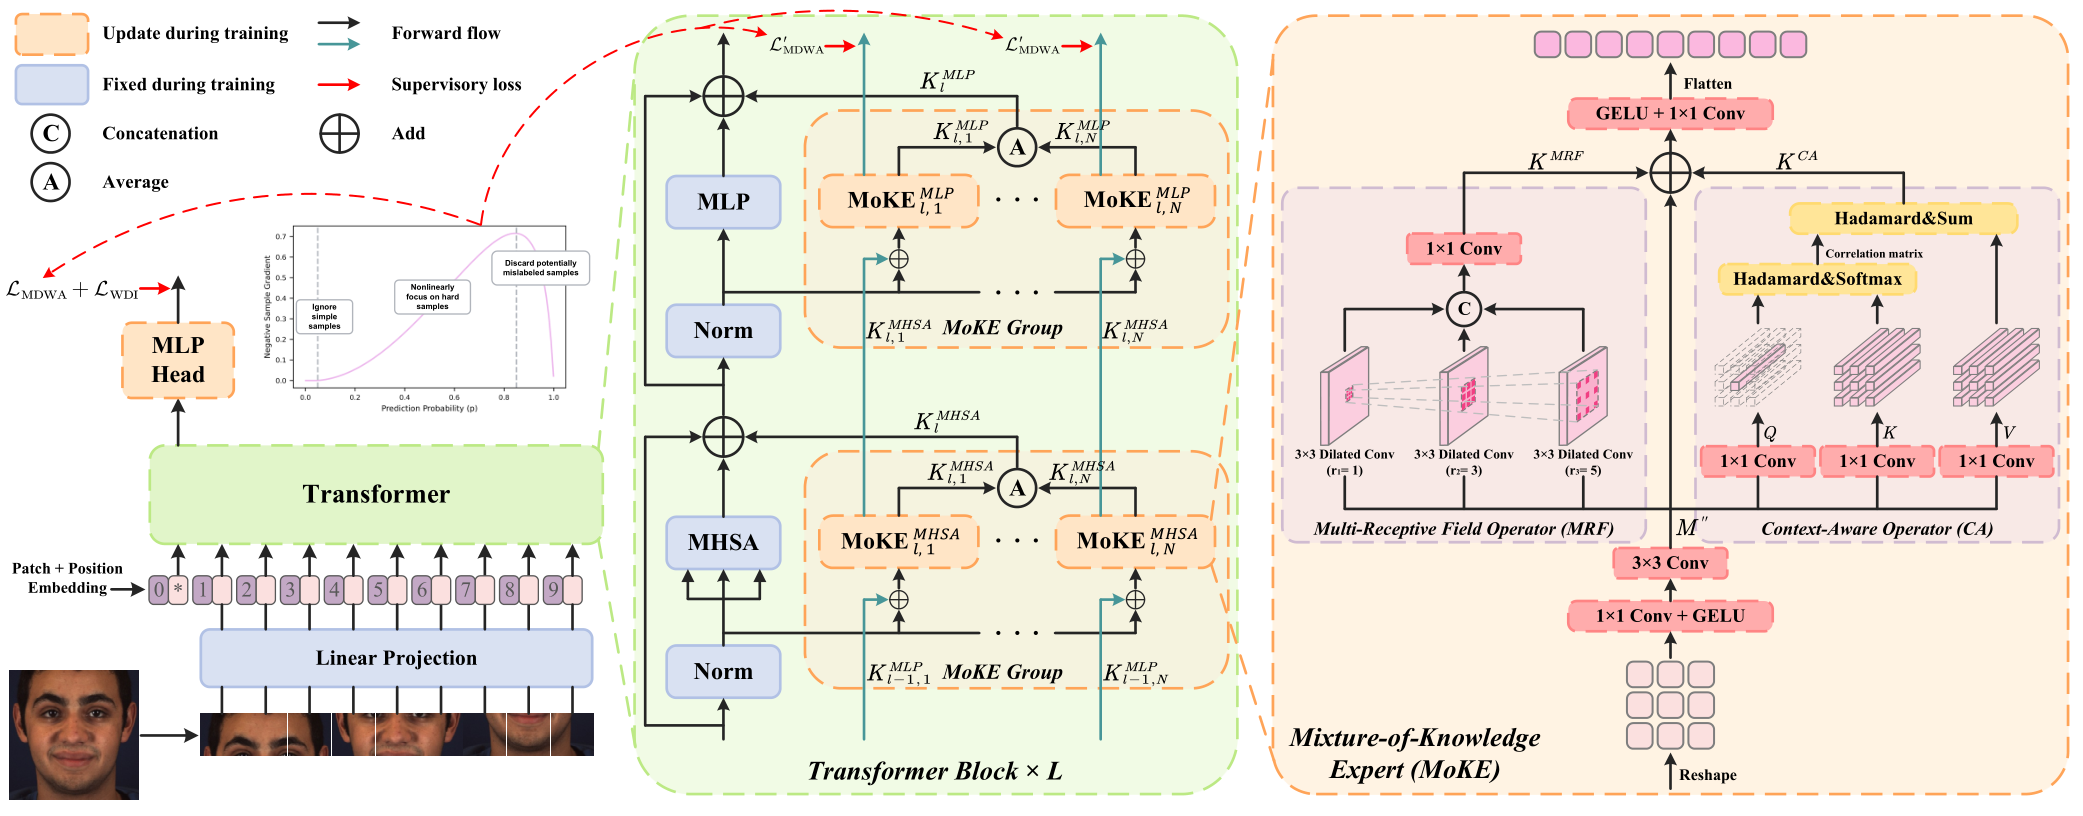 Update during training
Fixed during training
C Concatenation
A Average
Forward flow
Supervisory loss
Add
$\mathcal{L}_{\text{MDWA}} + \mathcal{L}_{\text{WDI}}$
MLP
Head
Negative Sample Gradient
0.7
0.6
0.5
0.4
0.3
0.2
0.1
0.0
0.0 0.2 0.4 0.6 0.8 1.0
Prediction Probability (p)
Ignore
simple
samples
Nonlinearly
focus on hard
samples
Discard potentially
mislabeled samples
Transformer
Patch + Position
Embedding
0 * 1 2 3 4 5 6 7 8 9
Linear Projection
$\mathcal{L}'_{\text{MDWA}}$ $\mathcal{L}'_{\text{MDWA}}$
$K_l^{MLP}$
$K_{l,1}^{MLP}$ A $K_{l,N}^{MLP}$
MLP
MoKE $^{MLP}_{l,1}$ · · · MoKE $^{MLP}_{l,N}$
· · ·
Norm
$K_{l,1}^{MHSA}$ MoKE Group $K_{l,N}^{MHSA}$
$K_l^{MHSA}$
$K_{l,1}^{MHSA}$ A $K_{l,N}^{MHSA}$
MHSA
MoKE $^{MHSA}_{l,1}$ · · · MoKE $^{MHSA}_{l,N}$
· · ·
Norm
$K_{l-1,1}^{MLP}$ MoKE Group $K_{l-1,N}^{MLP}$
Transformer Block × L
Flatten
GELU + 1×1 Conv
$K^{MRF}$ $K^{CA}$
1×1 Conv
C
3×3 Dilated Conv
(r₁= 1)
3×3 Dilated Conv
(r₂= 3)
3×3 Dilated Conv
(r₃= 5)
Multi-Receptive Field Operator (MRF)
Hadamard&Sum
Correlation matrix
Hadamard&Softmax
Q K V
1×1 Conv 1×1 Conv 1×1 Conv
Context-Aware Operator (CA)
M″
3×3 Conv
1×1 Conv + GELU
Reshape
Mixture-of-Knowledge
Expert (MoKE)